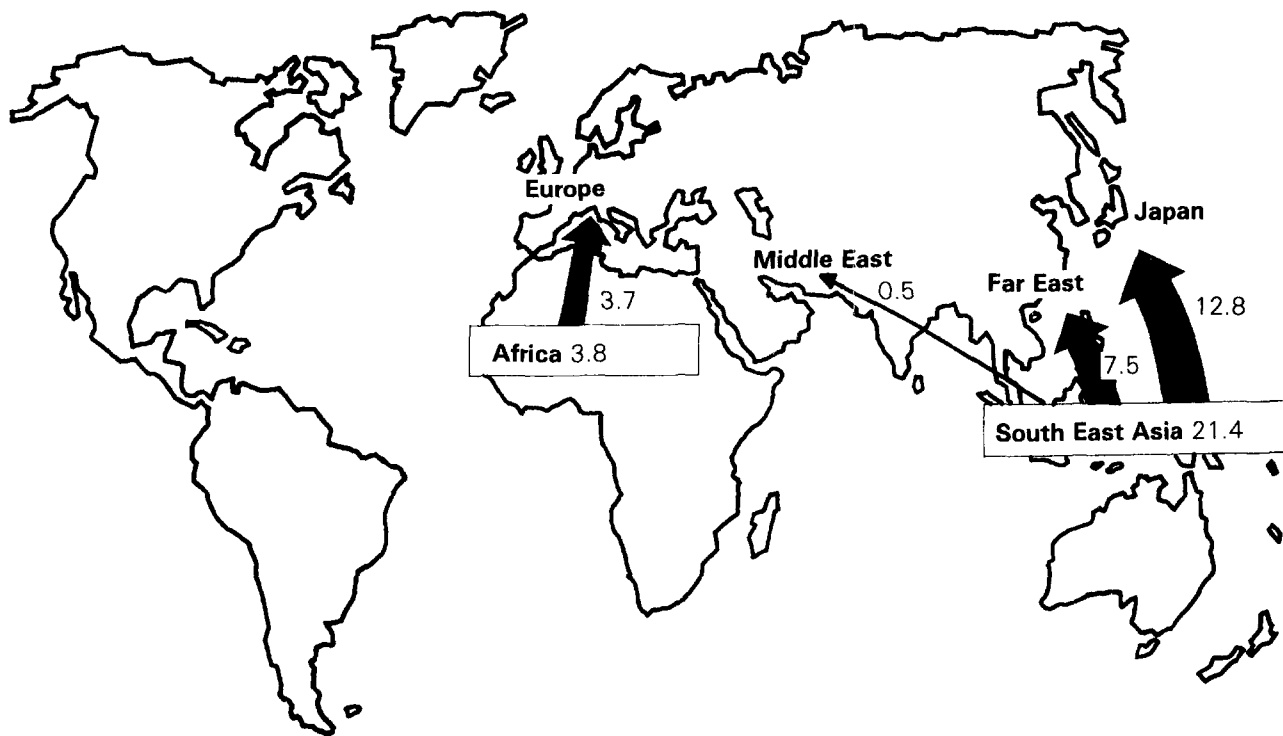 Europe
Japan
Middle East
0.5
Far East
3.7
12.8
Africa 3.8
7.5
South East Asia 21.4